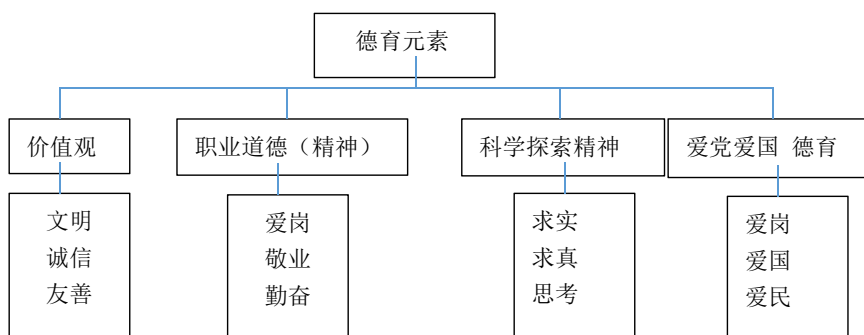 德育元素
价值观
职业道德（精神）
科学探索精神
爱党爱国 德育
文明
诚信
友善
爱岗
敬业
勤奋
求实
求真
思考
爱岗
爱国
爱民